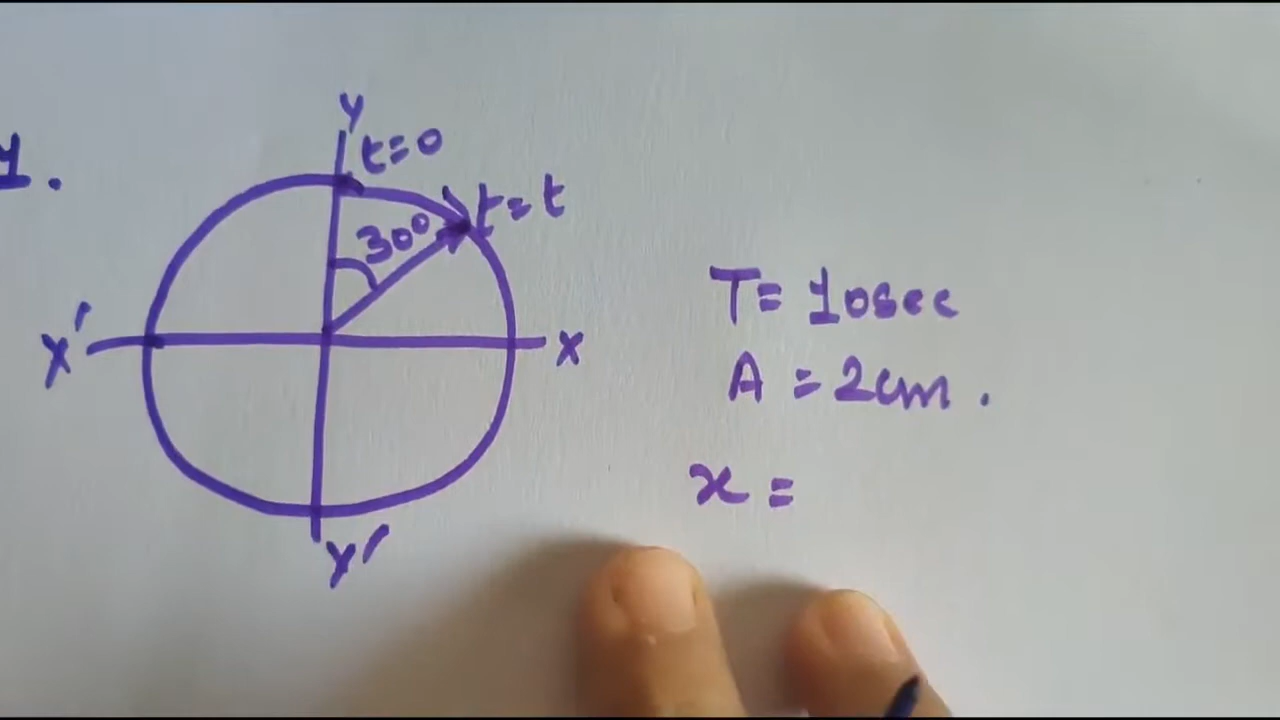 Y
t=0
1.
t=t
30°
T= 10sec
X'
X
A = 2cm.
x =
Y'